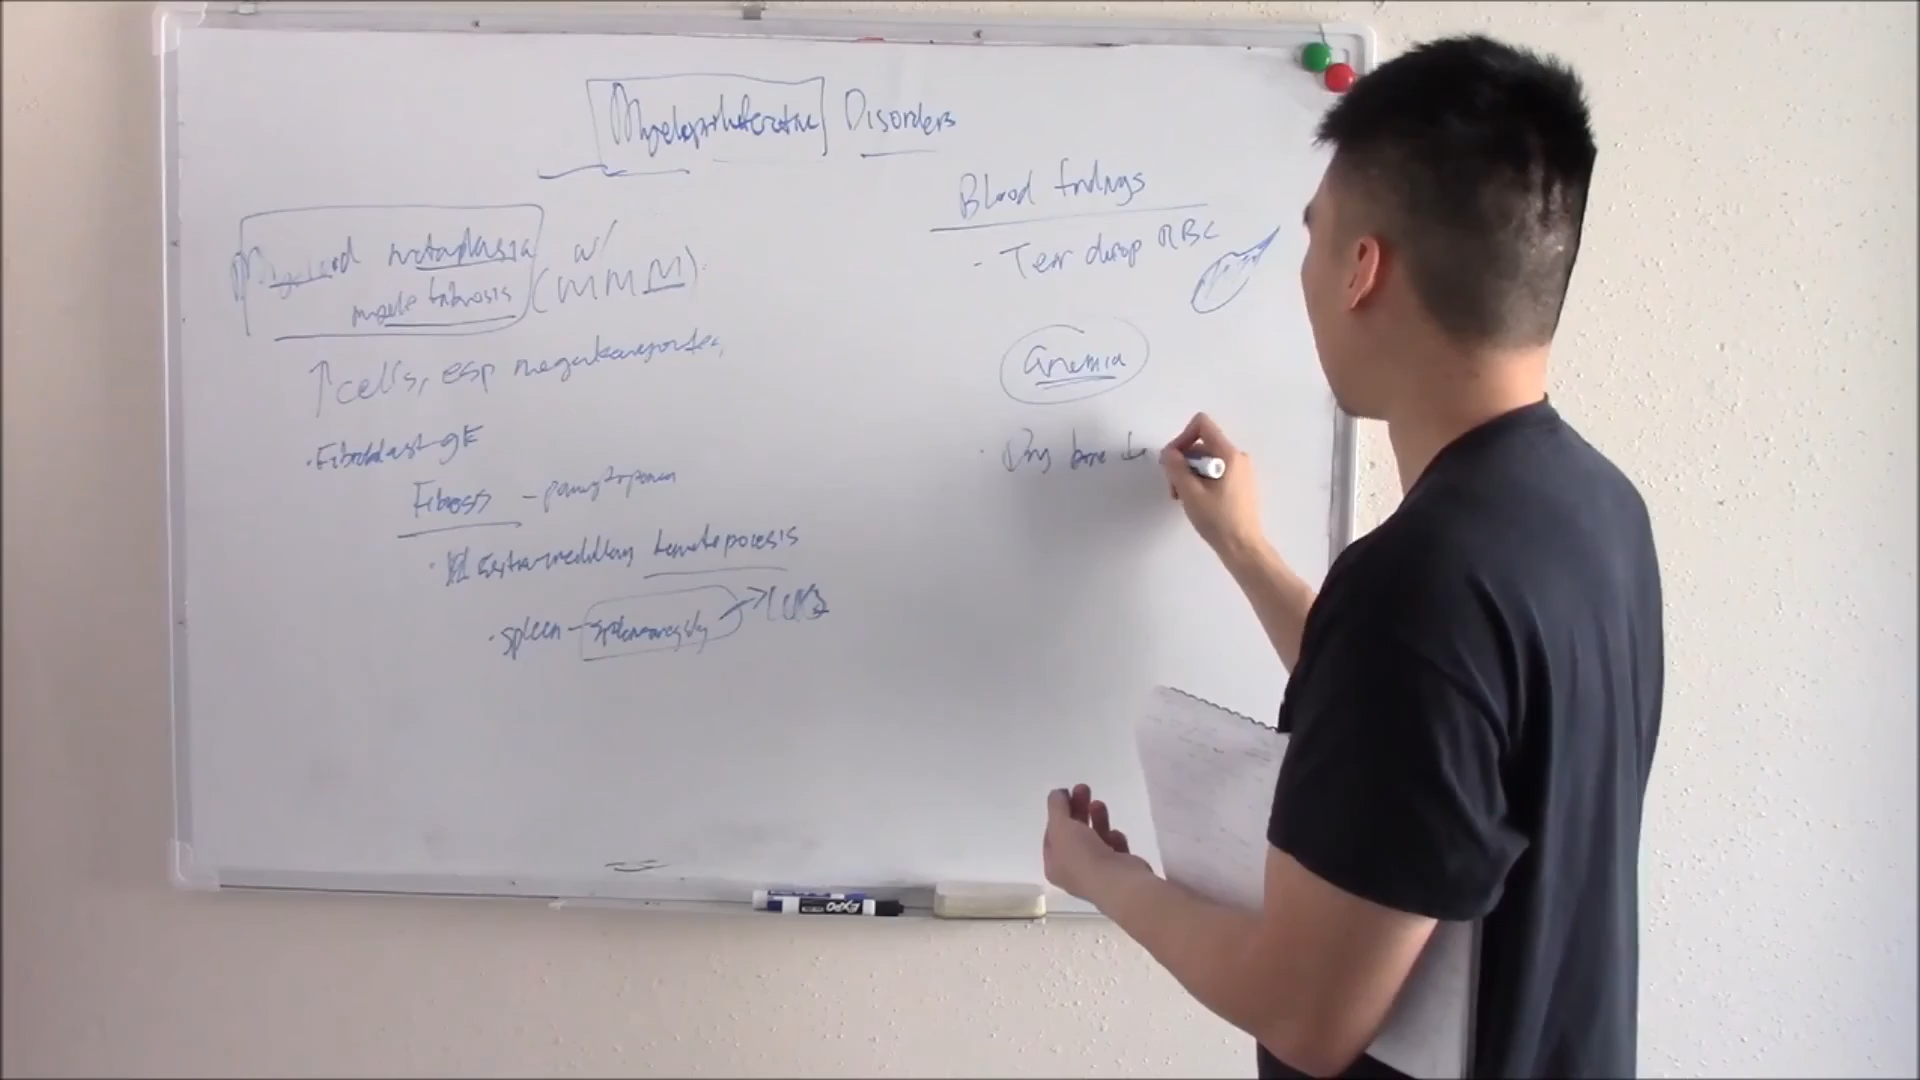 Myeloproliferative Disorders
Myeloid metaplasia w/
myelofibrosis (MMM)
↑ cells, esp megakaryocytes,
· Fibroblast gF
Fibrosis - pancytopenia
· Extramedullary hematopoiesis
· spleen - splenomegaly → LUQ
Blood findings
- Tear drop RBC
anemia
· Dry bone
EXPO